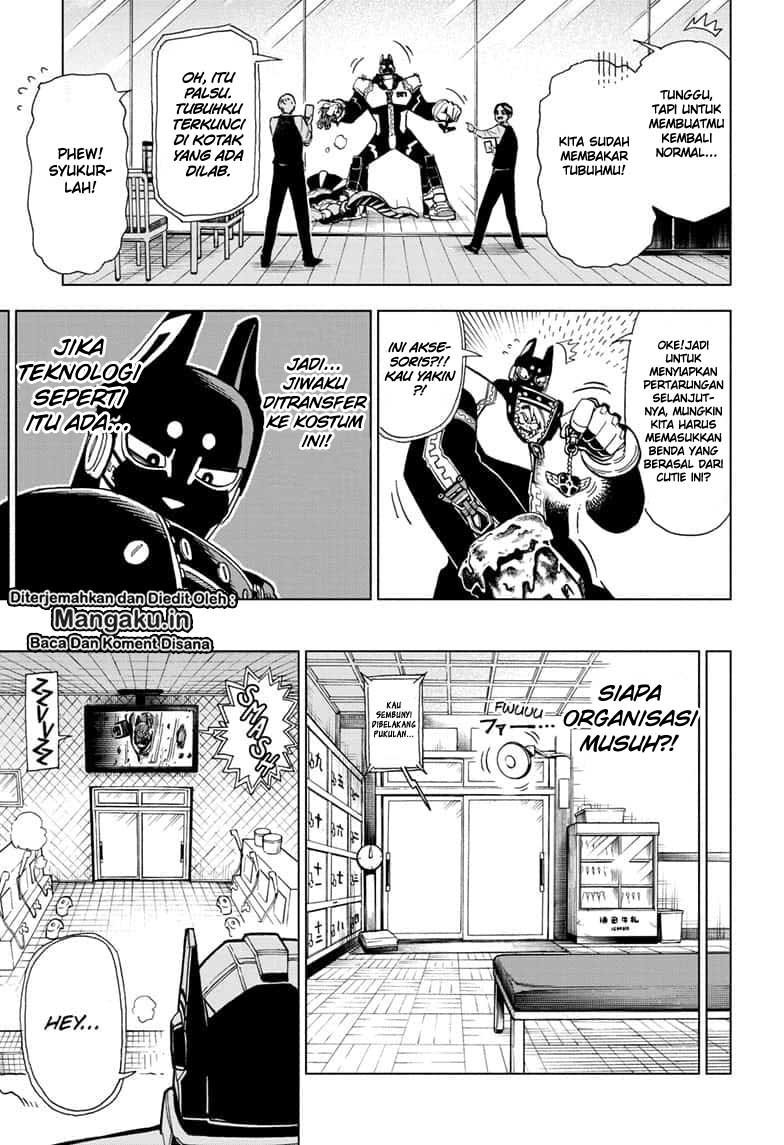 TUNGGU,
TAPI UNTUK
MEMBUATMU
KEMBALI
NORMAL...
KITA SUDAH
MEMBAKAR
TUBUHMU!
OH, ITU
PALSU.
TUBUHKU
TERKUNCI
DI KOTAK
YANG ADA
DILAB.
PHEW!
SYUKUR-
LAH!
OKE! JADI
UNTUK
MENYIAPKAN
PERTARUNGAN
SELANJUT-
NYA, MUNGKIN
KITA HARUS
MEMASUKKAN
BENDA YANG
BERASAL DARI
CUTIE INI?
INI AKSE-
SORIS?!!
KAU YAKIN
?!
JADI...
JIWAKU
DITRANSFER
KE KOSTUM
INI!
JIKA
TEKNOLOGI
SEPERTI
ITU ADA...
Diterjemahkan dan Diedit Oleh :
Mangaku.in
Baca Dan Koment Disana
SIAPA
ORGANISASI
MUSUH?!
FWUUU
ファー…
KAU
SEMBUNYI
DIBELAKANG
PUKULAN...
SMASH
HEY...